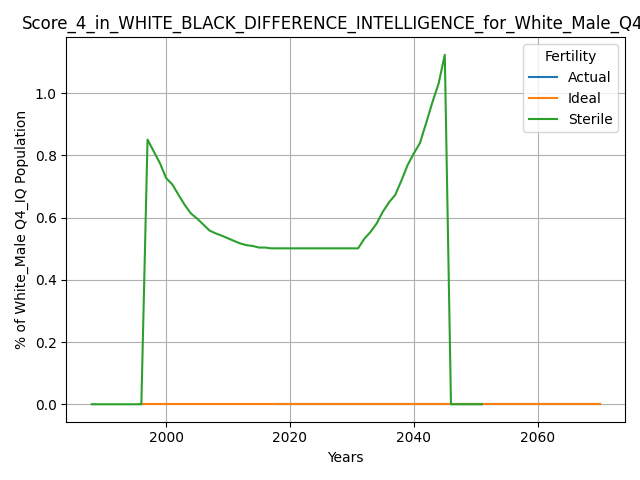 Score_4_in_WHITE_BLACK_DIFFERENCE_INTELLIGENCE_for_White_Male_Q4
Fertility
Actual
Ideal
Sterile
% of White_Male Q4_IQ Population
1.0
0.8
0.6
0.4
0.2
0.0
2000 2020 2040 2060
Years